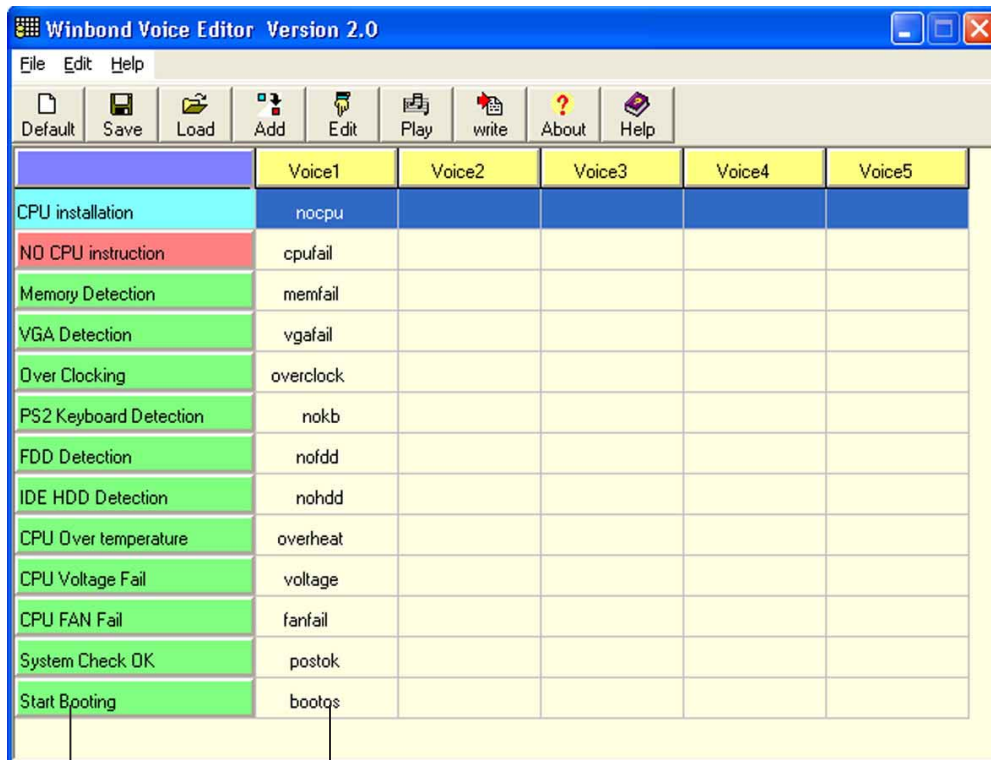 Winbond Voice Editor Version 2.0
File Edit Help
Default Save Load Add Edit Play write About Help
Voice1 Voice2 Voice3 Voice4 Voice5
CPU installation nocpu
NO CPU instruction cpufail
Memory Detection memfail
VGA Detection vgafail
Over Clocking overclock
PS2 Keyboard Detection nokb
FDD Detection nofdd
IDE HDD Detection nohdd
CPU Over temperature overheat
CPU Voltage Fail voltage
CPU FAN Fail fanfail
System Check OK postok
Start Booting bootos